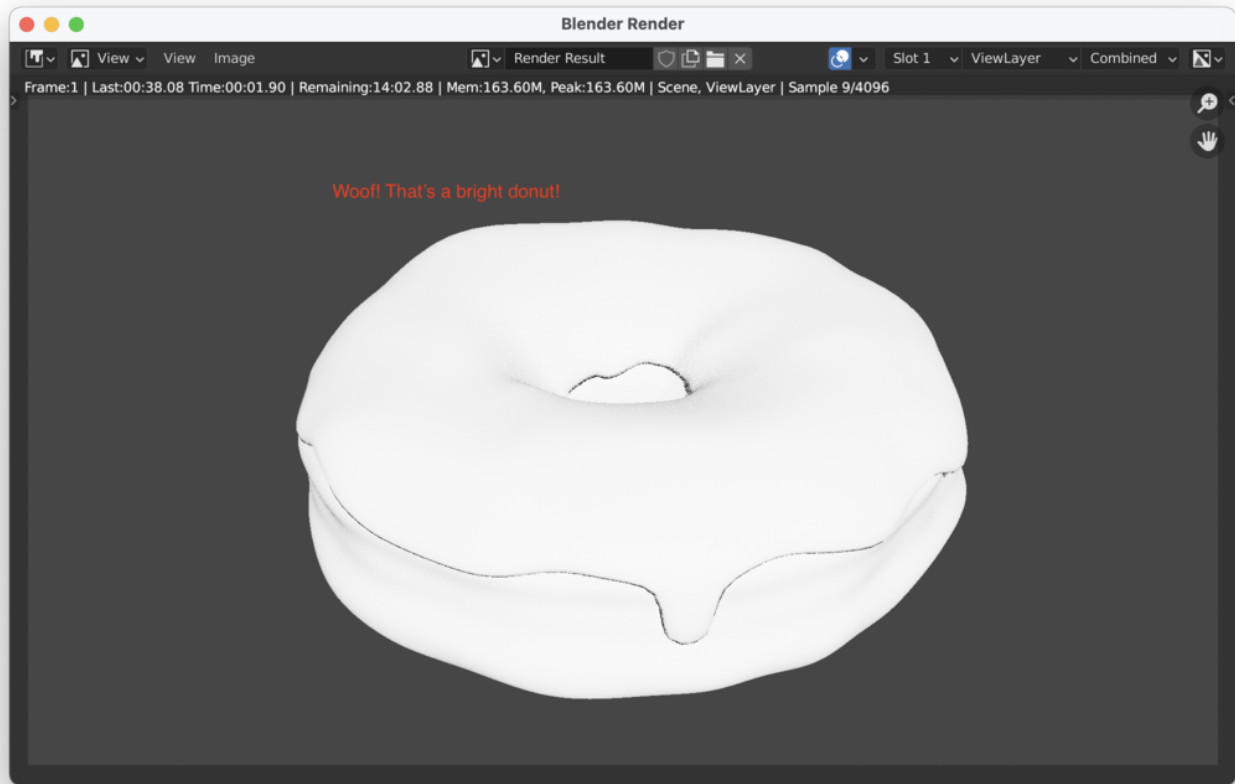 Blender Render
View View Image Render Result Slot 1 ViewLayer Combined
Frame:1 | Last:00:38.08 Time:00:01.90 | Remaining:14:02.88 | Mem:163.60M, Peak:163.60M | Scene, ViewLayer | Sample 9/4096
Woof! That's a bright donut!